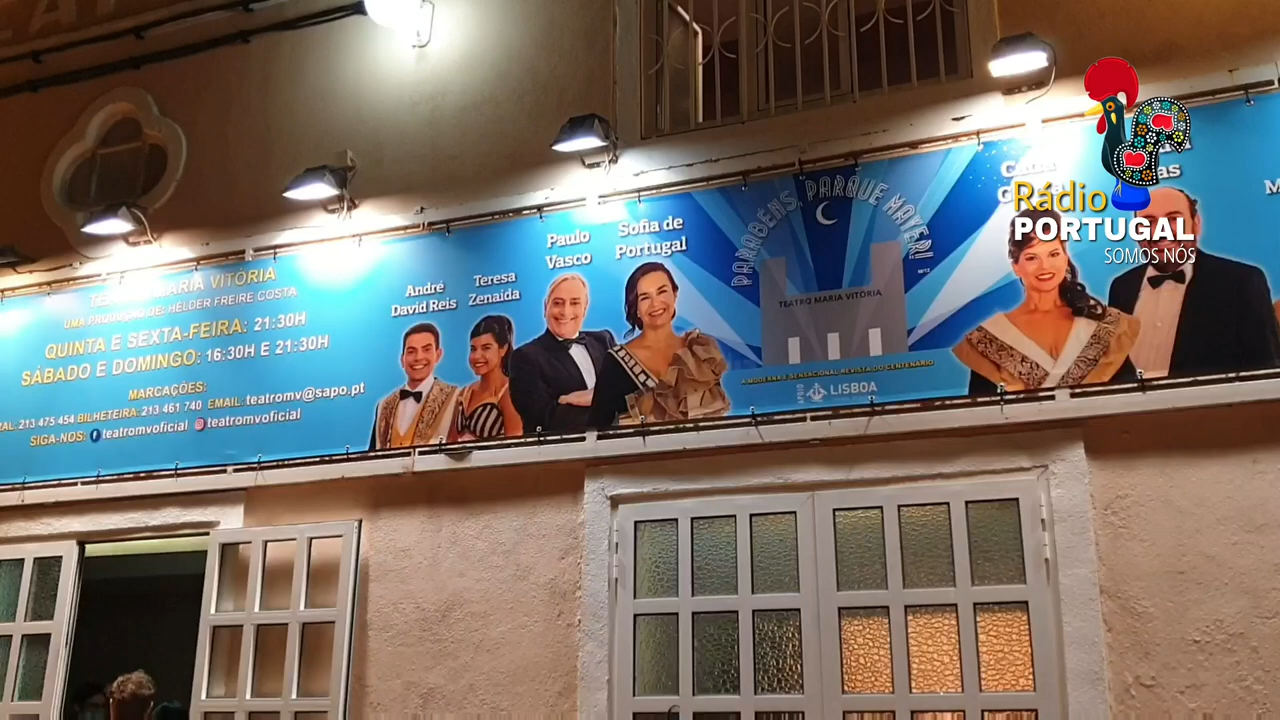 TEATRO MARIA VITÓRIA
UMA PRODUÇÃO DE: HÉLDER FREIRE COSTA
QUINTA E SEXTA-FEIRA: 21:30H
SÁBADO E DOMINGO: 16:30H E 21:30H
MARCAÇÕES:
213 475 454 BILHETEIRA: 213 461 740 EMAIL: teatromv@sapo.pt
SIGA-NOS: teatromvoficial teatromvoficial
André
David Reis
Teresa
Zenaida
Paulo
Vasco
Sofia de
Portugal
PARABÉNS, PARQUE MAYER!
M/12
TEATRO MARIA VITÓRIA
A MODERNA E SENSACIONAL REVISTA DO CENTENÁRIO
APOIO
LISBOA
Rádio
PORTUGAL
SOMOS NÓS